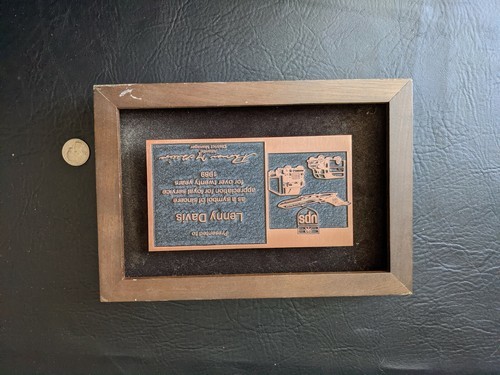 ups
Presented to
Lenny Davis
as a symbol of sincere
appreciation for loyal service
for over twenty years
1989
District Manager